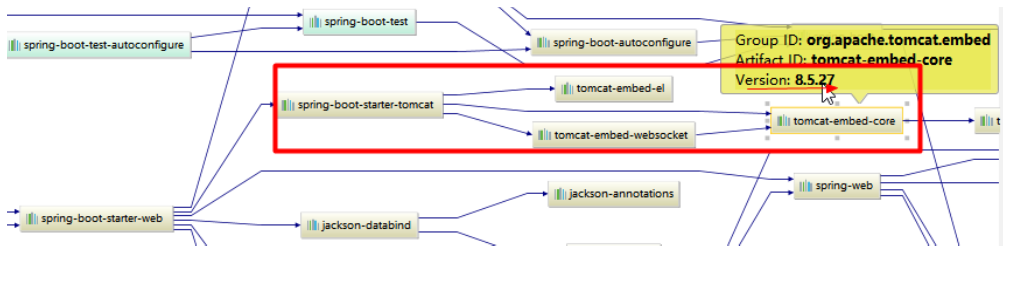 spring-boot-test
spring-boot-test-autoconfigure
spring-boot-autoconfigure
Group ID: org.apache.tomcat.embed
Artifact ID: tomcat-embed-core
Version: 8.5.27
tomcat-embed-el
spring-boot-starter-tomcat
tomcat-embed-core
t
tomcat-embed-websocket
spring-web
jackson-annotations
spring-boot-starter-web
jackson-databind